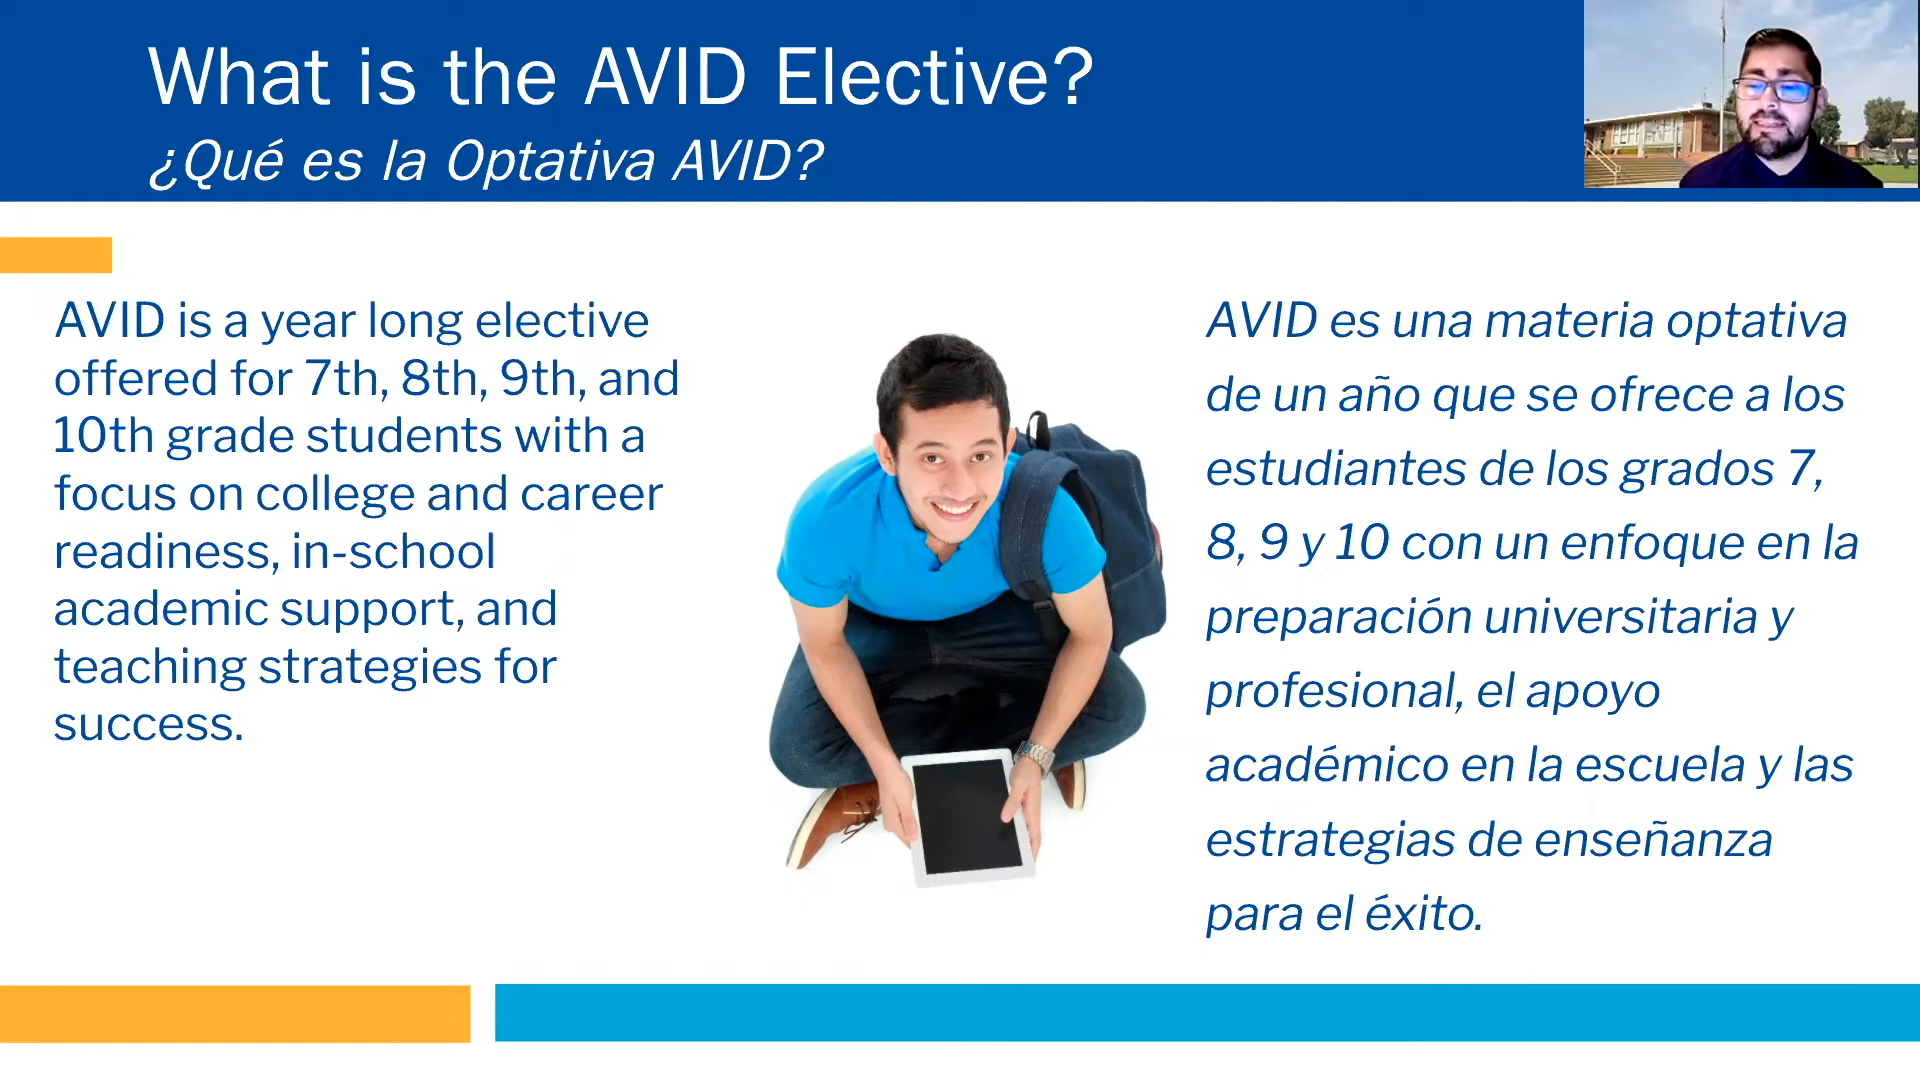 What is the AVID Elective?
¿Qué es la Optativa AVID?
AVID is a year long elective
offered for 7th, 8th, 9th, and
10th grade students with a
focus on college and career
readiness, in-school
academic support, and
teaching strategies for
success.
AVID es una materia optativa
de un año que se ofrece a los
estudiantes de los grados 7,
8, 9 y 10 con un enfoque en la
preparación universitaria y
profesional, el apoyo
académico en la escuela y las
estrategias de enseñanza
para el éxito.